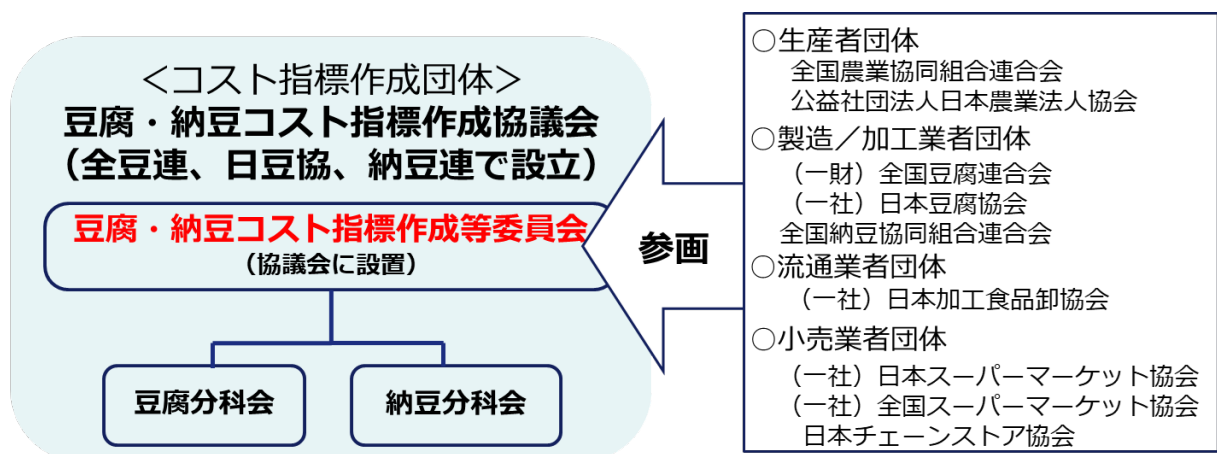 ＜コスト指標作成団体＞
豆腐・納豆コスト指標作成協議会
（全豆連、日豆協、納豆連で設立）
豆腐・納豆コスト指標作成等委員会
（協議会に設置）
豆腐分科会
納豆分科会
参画
○生産者団体
全国農業協同組合連合会
公益社団法人日本農業法人協会
○製造／加工業者団体
（一財）全国豆腐連合会
（一社）日本豆腐協会
全国納豆協同組合連合会
○流通業者団体
（一社）日本加工食品卸協会
○小売業者団体
（一社）日本スーパーマーケット協会
（一社）全国スーパーマーケット協会
日本チェーンストア協会